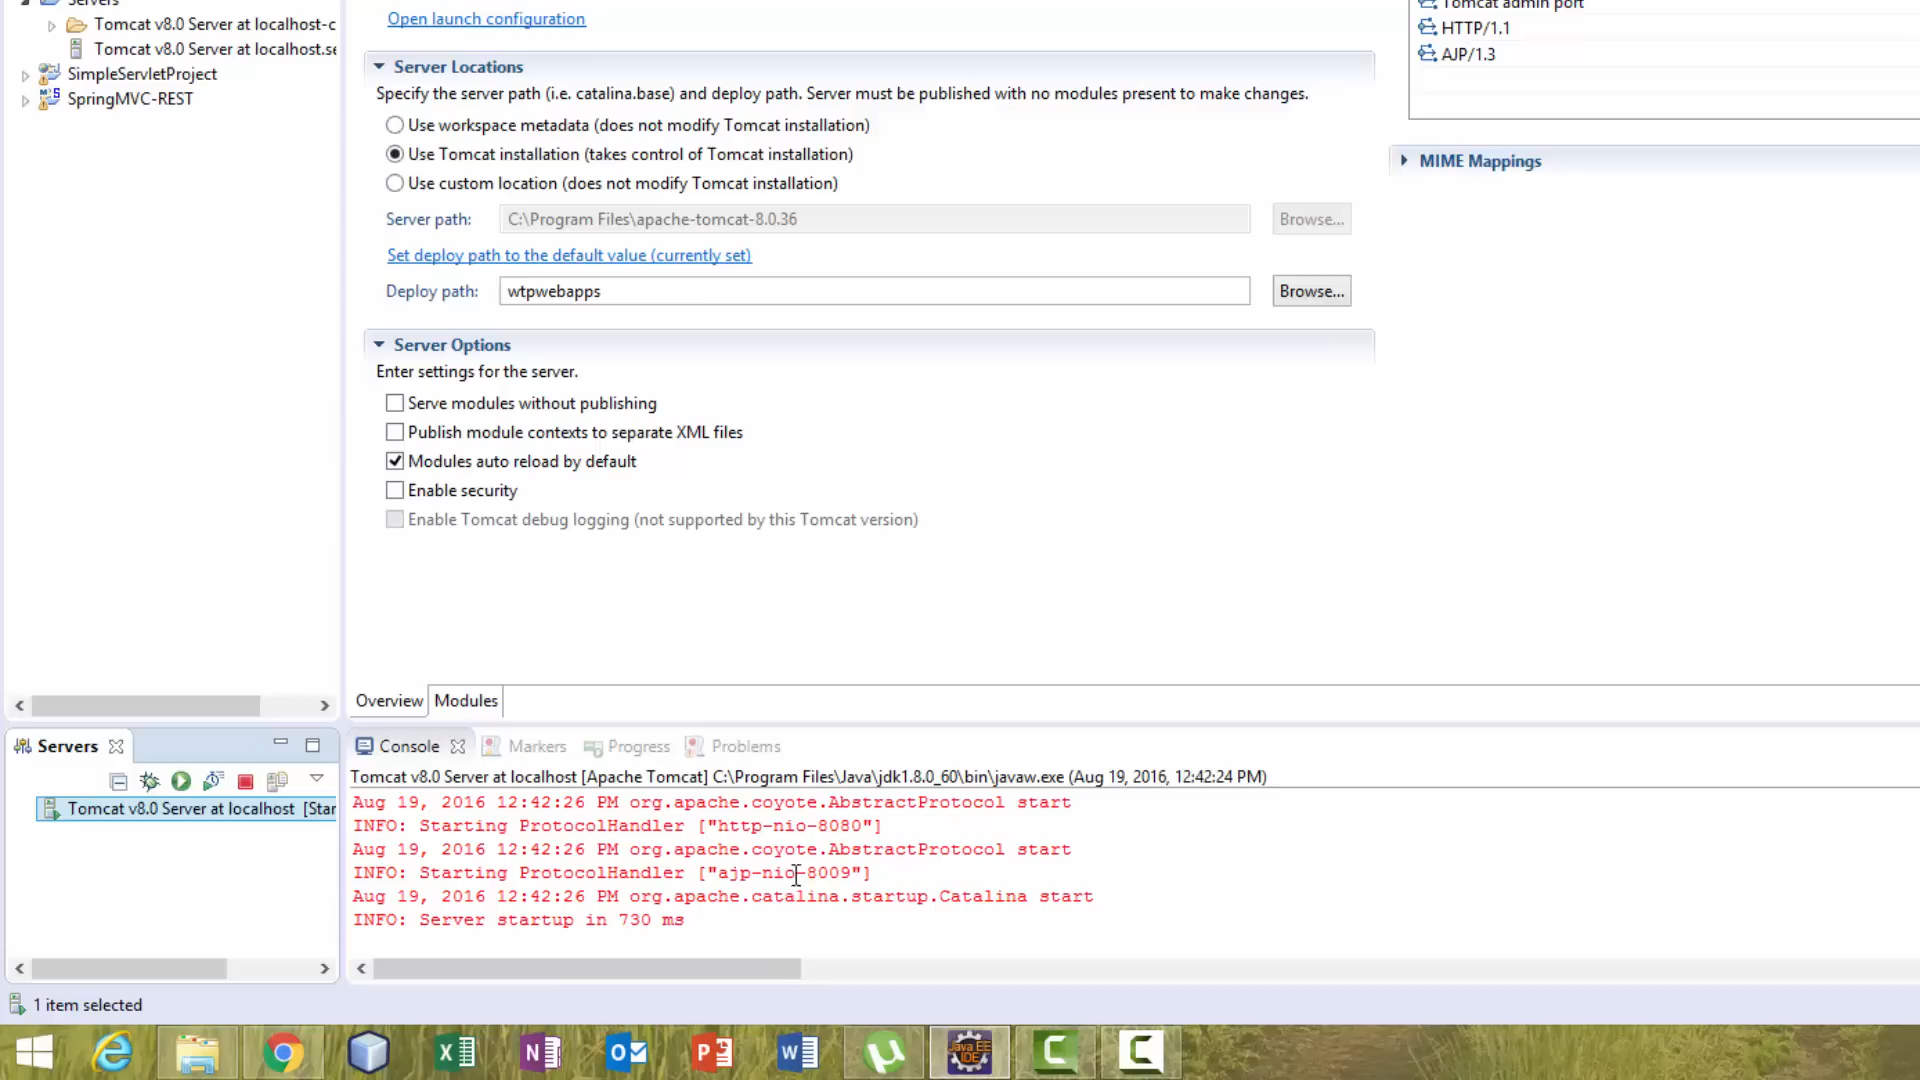 Servers
Tomcat v8.0 Server at localhost-c
Tomcat v8.0 Server at localhost.se
SimpleServletProject
SpringMVC-REST
Open launch configuration
Server Locations
Specify the server path (i.e. catalina.base) and deploy path. Server must be published with no modules present to make changes.
Use workspace metadata (does not modify Tomcat installation)
Use Tomcat installation (takes control of Tomcat installation)
Use custom location (does not modify Tomcat installation)
Server path: C:\Program Files\apache-tomcat-8.0.36 Browse...
Set deploy path to the default value (currently set)
Deploy path: wtpwebapps Browse...
Server Options
Enter settings for the server.
Serve modules without publishing
Publish module contexts to separate XML files
Modules auto reload by default
Enable security
Enable Tomcat debug logging (not supported by this Tomcat version)
Tomcat admin port
HTTP/1.1
AJP/1.3
MIME Mappings
Overview Modules
Servers
Tomcat v8.0 Server at localhost [Star
Console Markers Progress Problems
Tomcat v8.0 Server at localhost [Apache Tomcat] C:\Program Files\Java\jdk1.8.0_60\bin\javaw.exe (Aug 19, 2016, 12:42:24 PM)
Aug 19, 2016 12:42:26 PM org.apache.coyote.AbstractProtocol start
INFO: Starting ProtocolHandler ["http-nio-8080"]
Aug 19, 2016 12:42:26 PM org.apache.coyote.AbstractProtocol start
INFO: Starting ProtocolHandler ["ajp-nio-8009"]
Aug 19, 2016 12:42:26 PM org.apache.catalina.startup.Catalina start
INFO: Server startup in 730 ms
1 item selected
Java EE
IDE